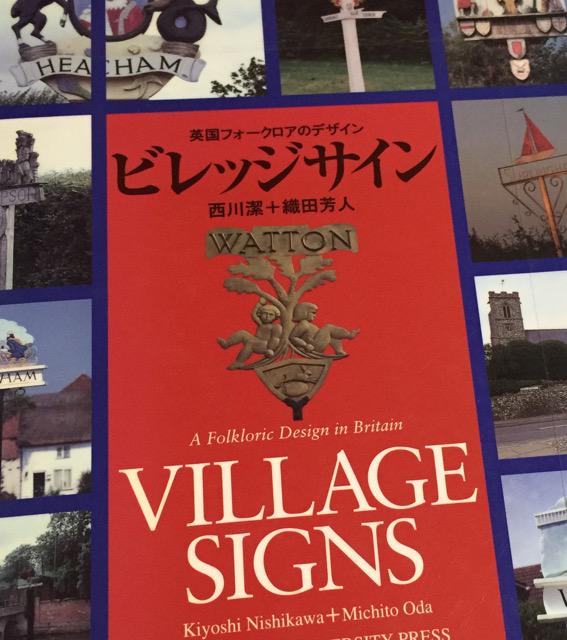 HEACHAM
英国フォークロアのデザイン
ビレッジサイン
西川潔+織田芳人
WATTON
A Folkloric Design in Britain
VILLAGE
SIGNS
Kiyoshi Nishikawa+Michito Oda
PRESS